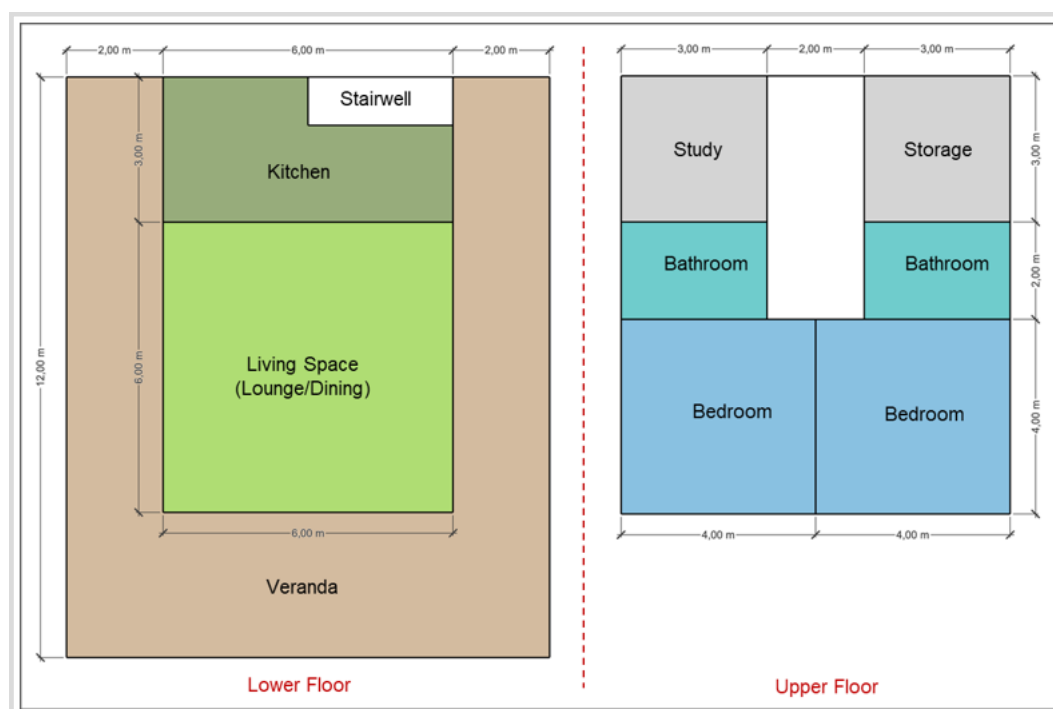 2,00 m
6,00 m
2,00 m
3,00 m
2,00 m
3,00 m
Stairwell
Kitchen
3,00 m
Study
Storage
3,00 m
Bathroom
Bathroom
2,00 m
12,00 m
6,00 m
Living Space
(Lounge/Dining)
Bedroom
Bedroom
4,00 m
6,00 m
4,00 m
4,00 m
Veranda
Lower Floor
Upper Floor